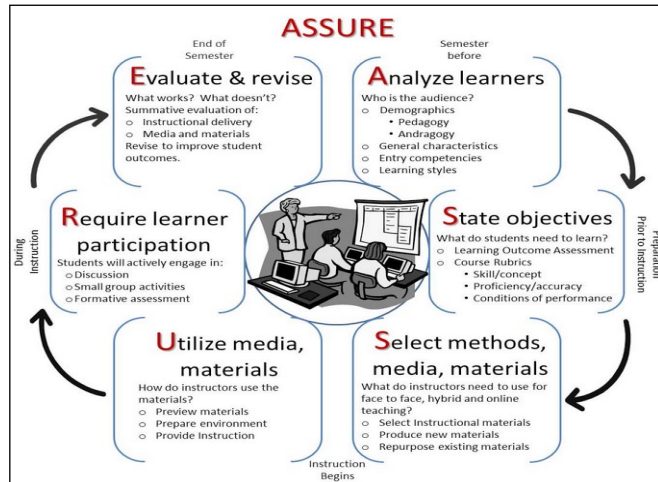 ASSURE
End of
Semester
Semester
before
Evaluate & revise
What works? What doesn't?
Summative evaluation of:
o Instructional delivery
o Media and materials
Revise to improve student
outcomes.
Analyze learners
Who is the audience?
o Demographics
• Pedagogy
• Andragogy
o General characteristics
o Entry competencies
o Learning styles
During
Instruction
Require learner
participation
Students will actively engage in:
o Discussion
o Small group activities
o Formative assessment
State objectives
What do students need to learn?
o Learning Outcome Assessment
o Course Rubrics
• Skill/concept
• Proficiency/accuracy
• Conditions of performance
Preparation
Prior to Instruction
Utilize media,
materials
How do instructors use the
materials?
o Preview materials
o Prepare environment
o Provide Instruction
Select methods,
media, materials
What do instructors need to use for
face to face, hybrid and online
teaching?
o Select Instructional materials
o Produce new materials
o Repurpose existing materials
Instruction
Begins